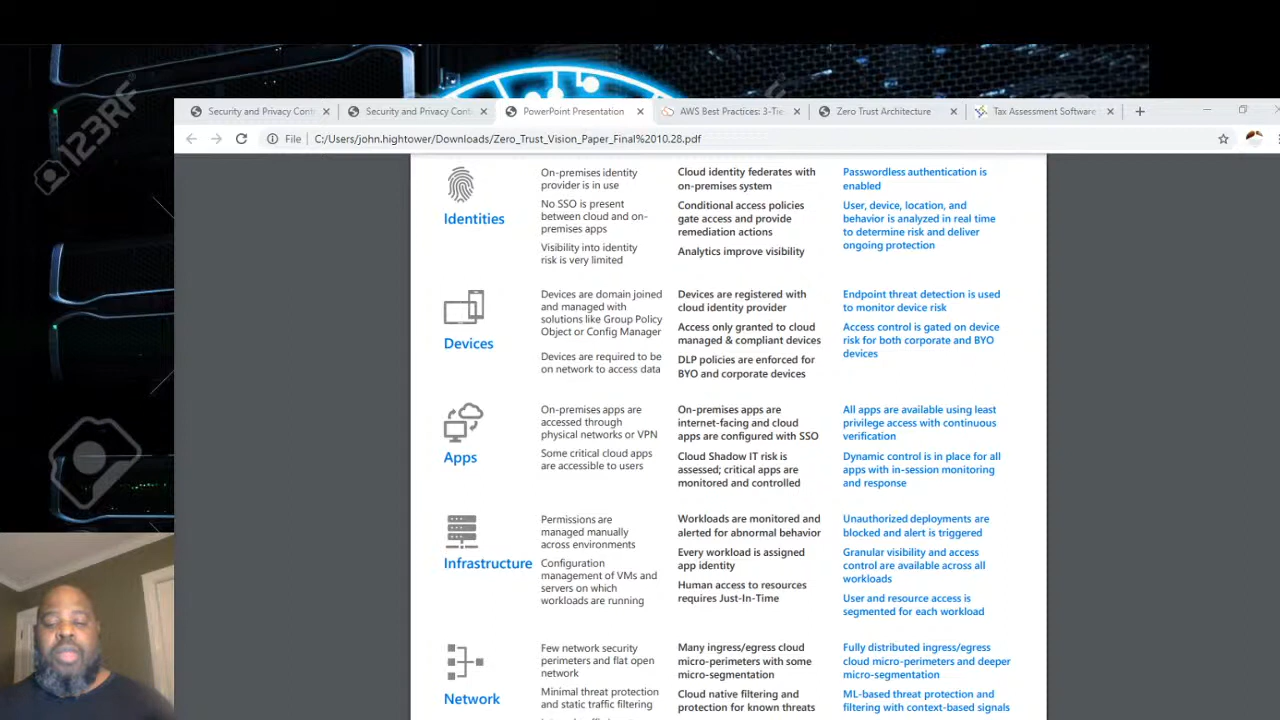 123RF
Security and Privacy Cont
Security and Privacy Cont
PowerPoint Presentation
AWS Best Practices: 3-Tie
Zero Trust Architecture
Tax Assessment Software
File
C:/Users/john.hightower/Downloads/Zero_Trust_Vision_Paper_Final%2010.28.pdf
Identities
On-premises identity
provider is in use
No SSO is present
between cloud and on-
premises apps
Visibility into identity
risk is very limited
Cloud identity federates with
on-premises system
Conditional access policies
gate access and provide
remediation actions
Analytics improve visibility
Passwordless authentication is
enabled
User, device, location, and
behavior is analyzed in real time
to determine risk and deliver
ongoing protection
Devices
Devices are domain joined
and managed with
solutions like Group Policy
Object or Config Manager
Devices are required to be
on network to access data
Devices are registered with
cloud identity provider
Access only granted to cloud
managed & compliant devices
DLP policies are enforced for
BYO and corporate devices
Endpoint threat detection is used
to monitor device risk
Access control is gated on device
risk for both corporate and BYO
devices
Apps
On-premises apps are
accessed through
physical networks or VPN
Some critical cloud apps
are accessible to users
On-premises apps are
internet-facing and cloud
apps are configured with SSO
Cloud Shadow IT risk is
assessed; critical apps are
monitored and controlled
All apps are available using least
privilege access with continuous
verification
Dynamic control is in place for all
apps with in-session monitoring
and response
Infrastructure
Permissions are
managed manually
across environments
Configuration
management of VMs and
servers on which
workloads are running
Workloads are monitored and
alerted for abnormal behavior
Every workload is assigned
app identity
Human access to resources
requires Just-In-Time
Unauthorized deployments are
blocked and alert is triggered
Granular visibility and access
control are available across all
workloads
User and resource access is
segmented for each workload
Network
Few network security
perimeters and flat open
network
Minimal threat protection
and static traffic filtering
Many ingress/egress cloud
micro-perimeters with some
micro-segmentation
Cloud native filtering and
protection for known threats
Fully distributed ingress/egress
cloud micro-perimeters and deeper
micro-segmentation
ML-based threat protection and
filtering with context-based signals